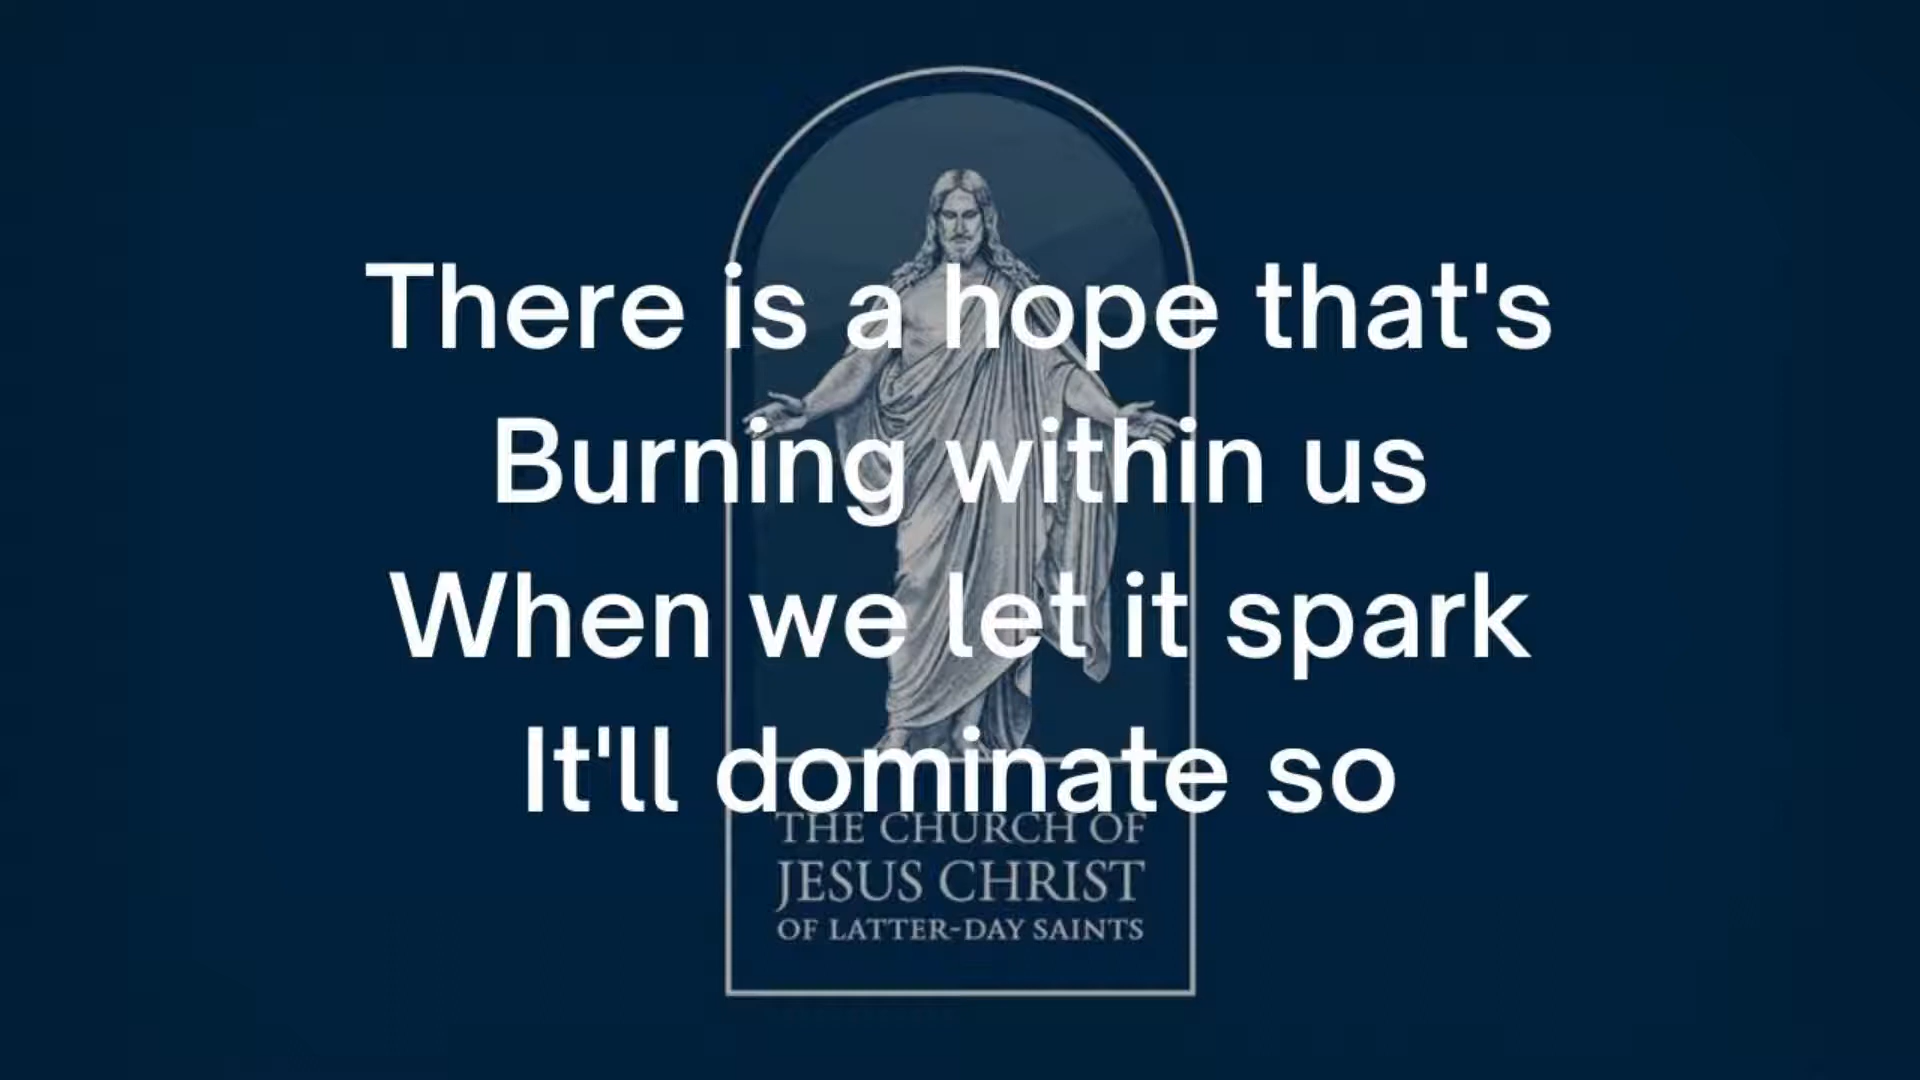 There is a hope that's
Burning within us
When we let it spark
It'll dominate so
THE CHURCH OF
JESUS CHRIST
OF LATTER-DAY SAINTS